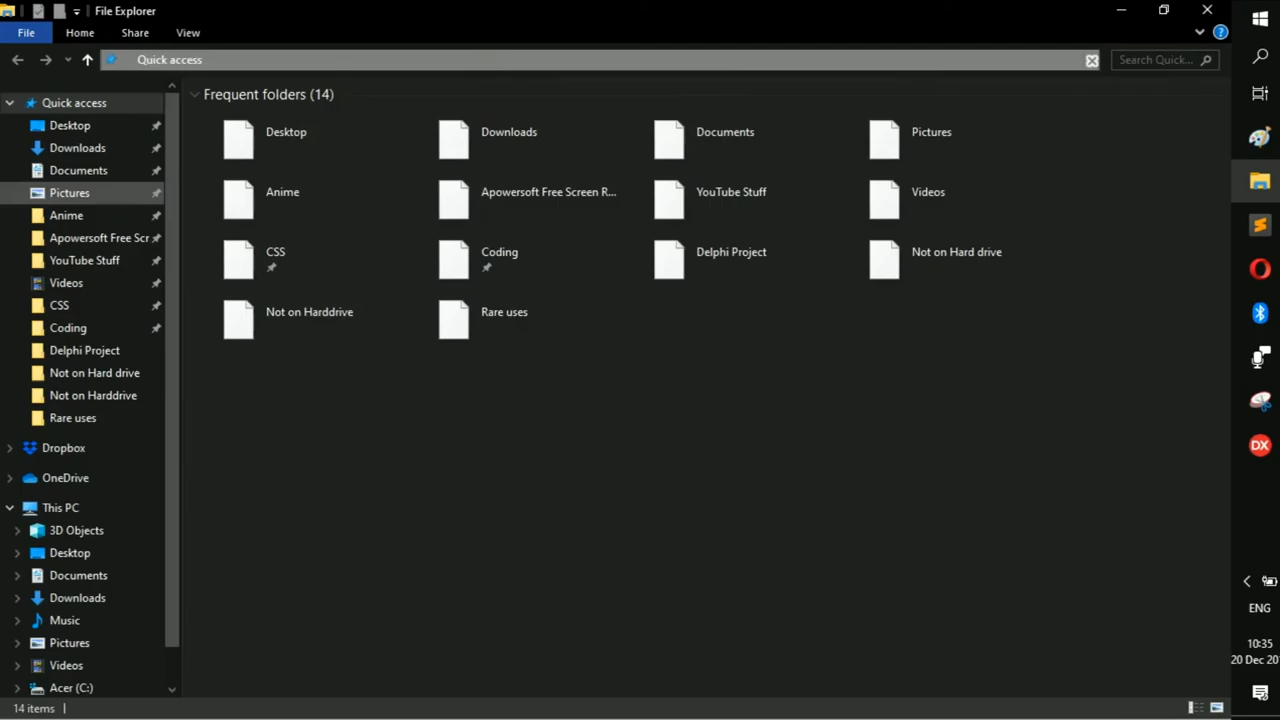 File Explorer
File Home Share View
Quick access
Search Quick...
Quick access
Desktop
Downloads
Documents
Pictures
Anime
Apowersoft Free Scr
YouTube Stuff
Videos
CSS
Coding
Delphi Project
Not on Hard drive
Not on Harddrive
Rare uses
Dropbox
OneDrive
This PC
3D Objects
Desktop
Documents
Downloads
Music
Pictures
Videos
Acer (C:)
Frequent folders (14)
Desktop Downloads Documents Pictures
Anime Apowersoft Free Screen R... YouTube Stuff Videos
CSS Coding Delphi Project Not on Hard drive
Not on Harddrive Rare uses
14 items
DX
ENG
10:35
20 Dec 20